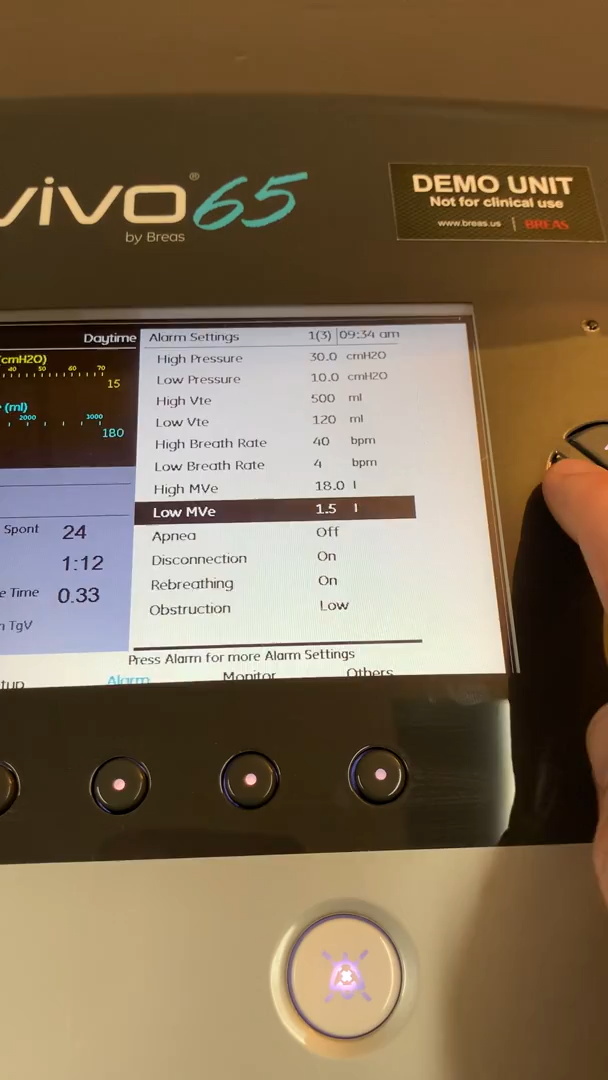 vivo®65
by Breas
DEMO UNIT
Not for clinical use
www.breas.us | BREAS
Daytime
Alarm Settings 1(3) 09:34 am
(cmH2O)
40 50 60 70
15
(ml)
2000 3000
180
High Pressure 30.0 cmH2O
Low Pressure 10.0 cmH2O
High Vte 500 ml
Low Vte 120 ml
High Breath Rate 40 bpm
Low Breath Rate 4 bpm
High MVe 18.0 l
Low MVe 1.5 l
Apnea Off
Disconnection On
Rebreathing On
Obstruction Low
Spont 24
1:12
e Time 0.33
TgV
Press Alarm for more Alarm Settings
tup Alarm Monitor Others